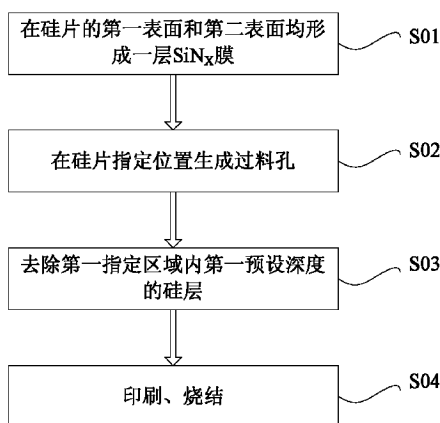 在硅片的第一表面和第二表面均形
成一层SiNx膜
S01
在硅片指定位置生成过料孔
S02
去除第一指定区域内第一预设深度
的硅层
S03
印刷、烧结
S04